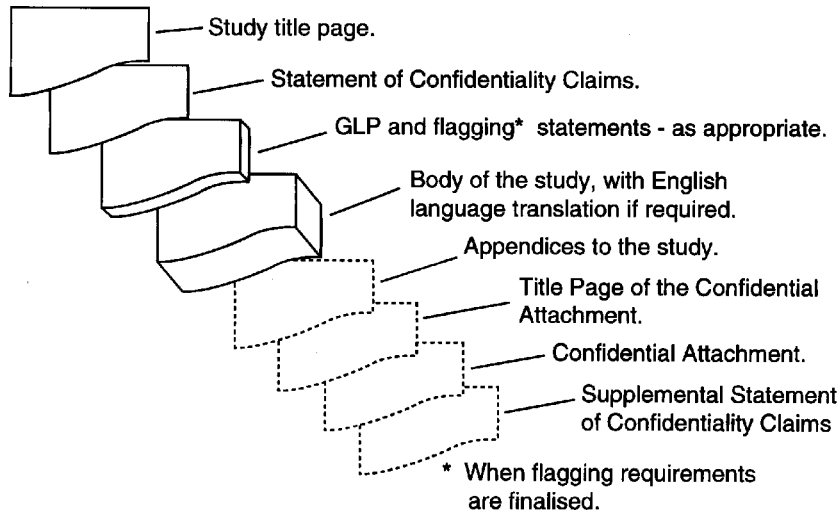 Study title page.
Statement of Confidentiality Claims.
GLP and flagging* statements - as appropriate.
Body of the study, with English
language translation if required.
Appendices to the study.
Title Page of the Confidential
Attachment.
Confidential Attachment.
Supplemental Statement
of Confidentiality Claims
* When flagging requirements
are finalised.